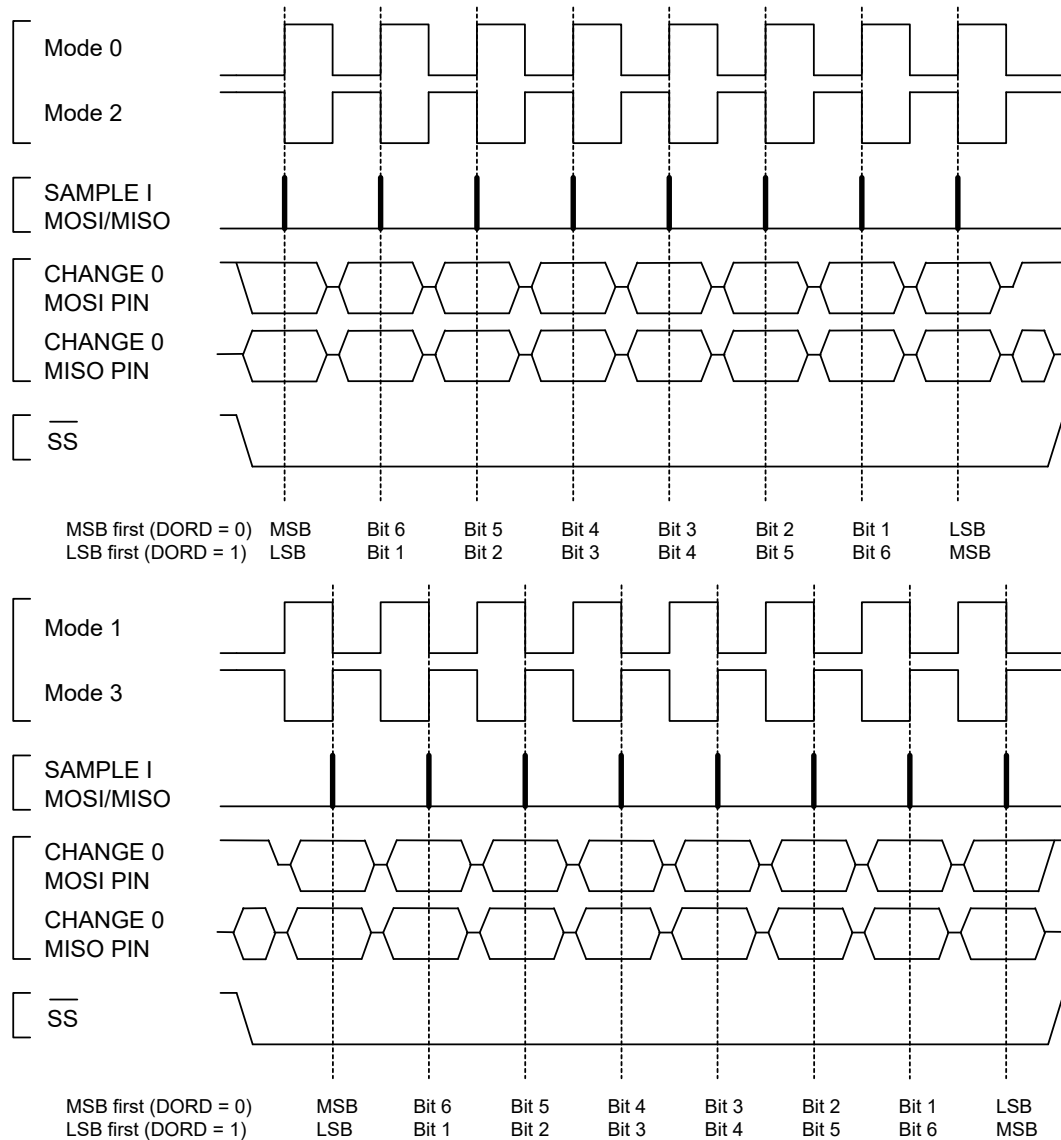 Mode 0
Mode 2
SAMPLE I
MOSI/MISO
CHANGE 0
MOSI PIN
CHANGE 0
MISO PIN
SS
MSB first (DORD = 0) MSB Bit 6 Bit 5 Bit 4 Bit 3 Bit 2 Bit 1 LSB
LSB first (DORD = 1) LSB Bit 1 Bit 2 Bit 3 Bit 4 Bit 5 Bit 6 MSB
Mode 1
Mode 3
SAMPLE I
MOSI/MISO
CHANGE 0
MOSI PIN
CHANGE 0
MISO PIN
SS
MSB first (DORD = 0) MSB Bit 6 Bit 5 Bit 4 Bit 3 Bit 2 Bit 1 LSB
LSB first (DORD = 1) LSB Bit 1 Bit 2 Bit 3 Bit 4 Bit 5 Bit 6 MSB